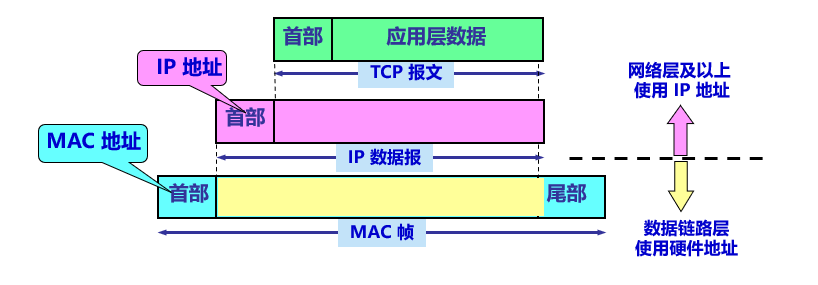 首部
应用层数据
TCP 报文
IP 地址
首部
IP 数据报
MAC 地址
首部
尾部
MAC 帧
网络层及以上
使用 IP 地址
数据链路层
使用硬件地址